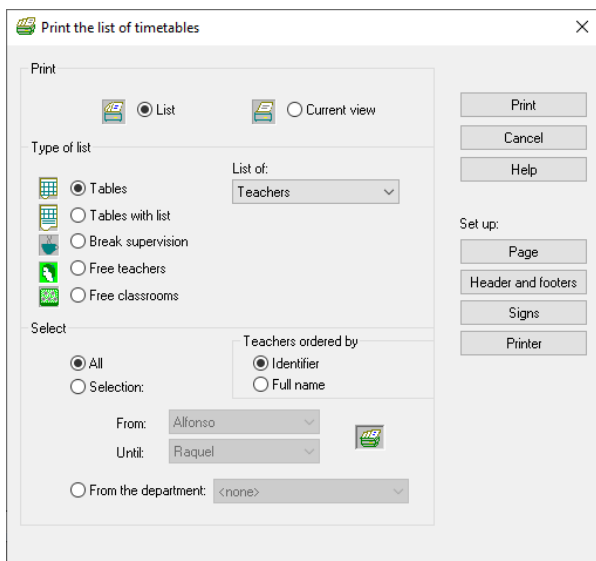 Print the list of timetables
Print
List
Current view
Print
Cancel
Help
Type of list
List of:
Teachers
Tables
Tables with list
Break supervision
Free teachers
Free classrooms
Set up:
Page
Header and footers
Signs
Printer
Select
All
Selection:
Teachers ordered by
Identifier
Full name
From: Alfonso
Until: Raquel
From the department: <none>